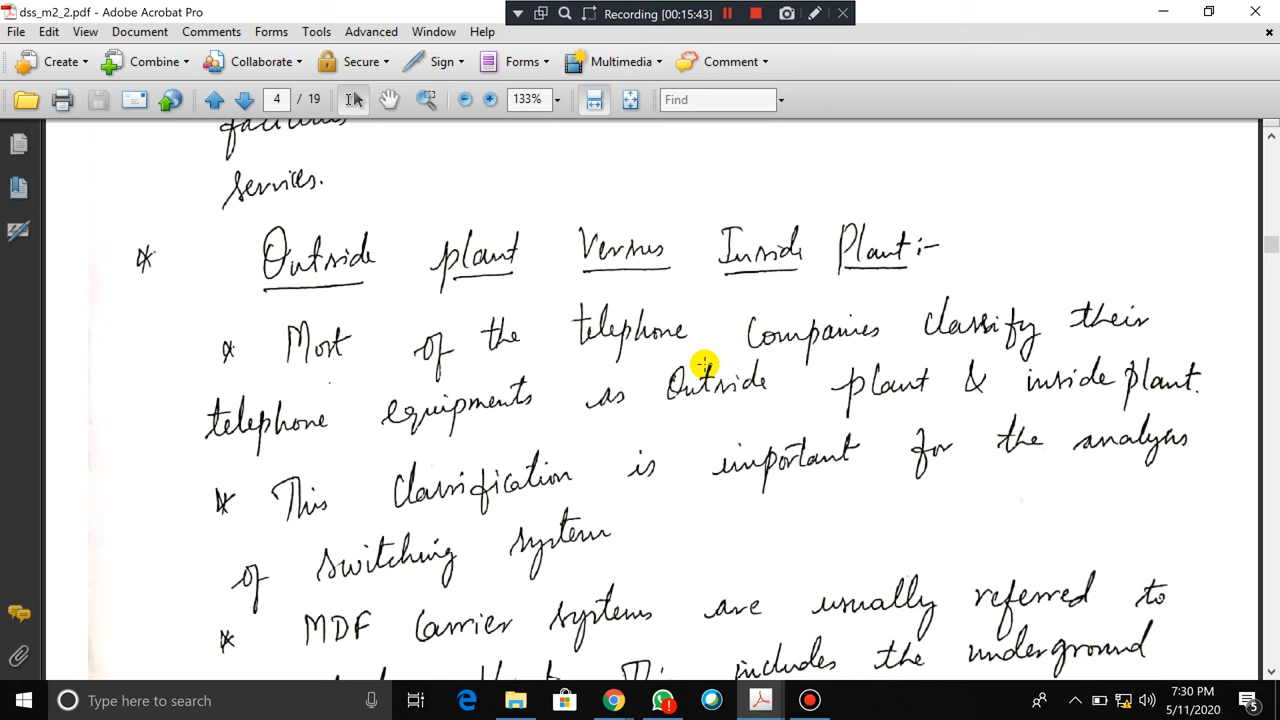 dss_m2_2.pdf - Adobe Acrobat Pro
Recording [00:15:43]
File Edit View Document Comments Forms Tools Advanced Window Help
Create Combine Collaborate Secure Sign Forms Multimedia Comment
4 / 19 133% Find
facilities
services.
* Outside plant Versus Inside Plant :-
* Most of the telephone Companies classify their
telephone equipments as Outside plant & inside plant.
* This Classification is important for the analysis
of switching system
* MDF Carrier systems are usually referred to
This includes the underground
Type here to search
7:30 PM
5/11/2020
5